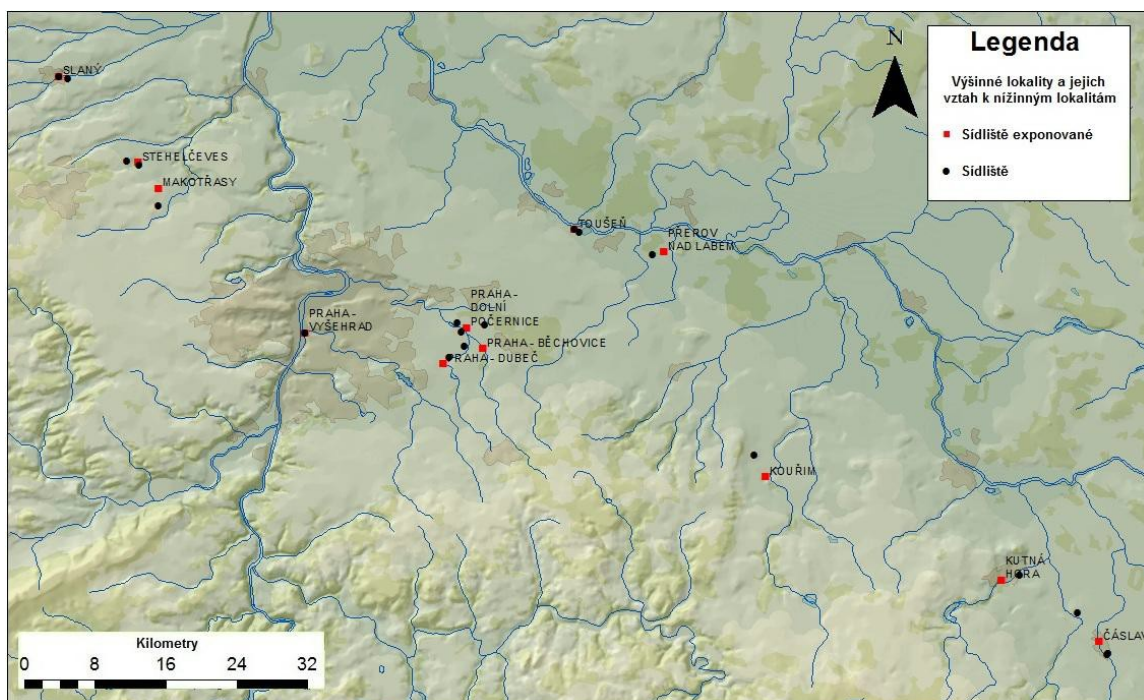 SLANÝ
STEHELČEVES
MAKOTŘASY
TOUŠEŇ
PŘEROV
NAD LABEM
PRAHA-
DOLNÍ
POČERNICE
PRAHA-
VYŠEHRAD
PRAHA - BĚCHOVICE
PRAHA - DUBEČ
KOUŘIM
KUTNÁ
HORA
ČÁSLAV
N
Legenda
Výšinné lokality a jejich
vztah k nížinným lokalitám
Sídliště exponované
Sídliště
Kilometry
0 8 16 24 32